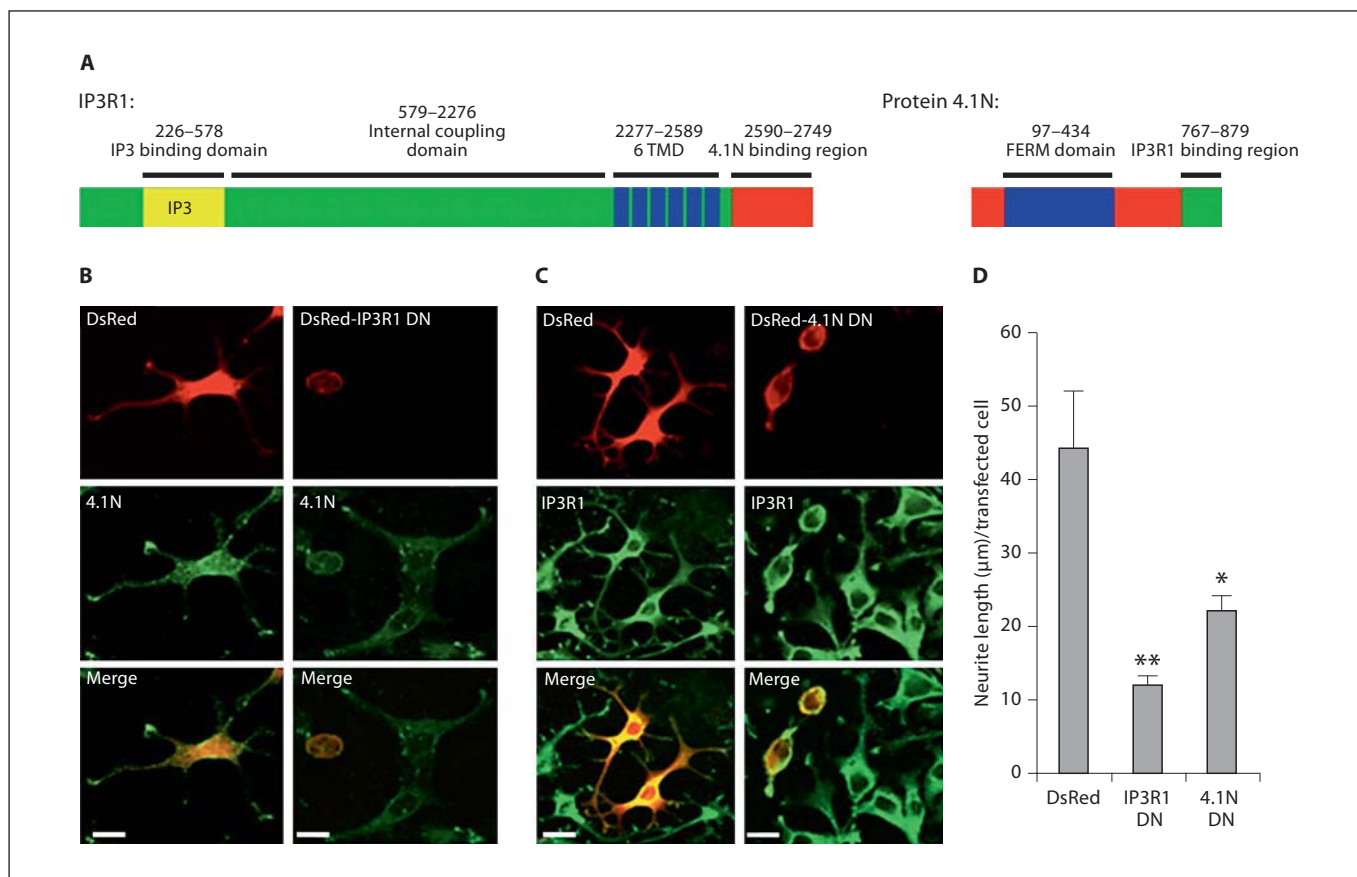 A
IP3R1:
226–578
IP3 binding domain
579–2276
Internal coupling
domain
2277–2589
6 TMD
2590–2749
4.1N binding region
IP3
Protein 4.1N:
97–434
FERM domain
767–879
IP3R1 binding region
B
DsRed
DsRed-IP3R1 DN
4.1N
4.1N
Merge
Merge
C
DsRed
DsRed-4.1N DN
IP3R1
IP3R1
Merge
Merge
D
Neurite length (μm)/transfected cell
60
50
40
30
20
10
0
**
*
DsRed
IP3R1
DN
4.1N
DN